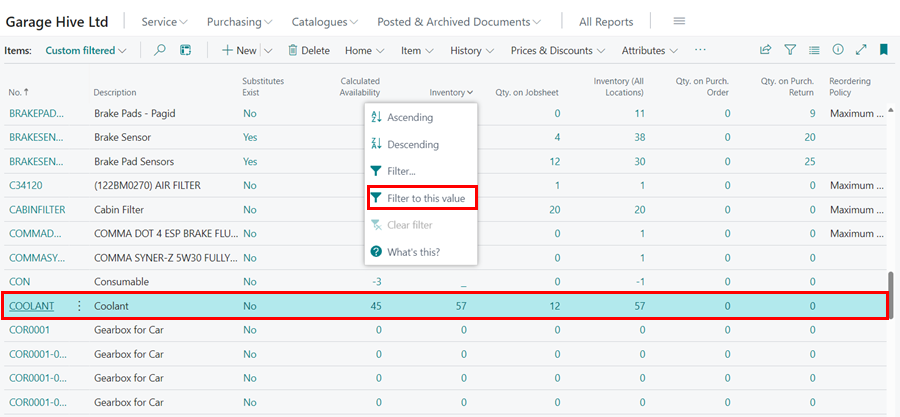 Garage Hive Ltd Service Purchasing Catalogues Posted & Archived Documents All Reports
Items: Custom filtered New Delete Home Item History Prices & Discounts Attributes ...
No. ↑ Description Substitutes Exist Calculated Availability Inventory Qty. on Jobsheet Inventory (All Locations) Qty. on Purch. Order Qty. on Purch. Return Reordering Policy
BRAKEPAD... Brake Pads - Pagid No 0 11 0 9 Maximum ...
BRAKESEN... Brake Sensor Yes 4 38 0 20
BRAKESEN... Brake Pad Sensors Yes 12 30 0 25
C34120 (122BM0270) AIR FILTER No 1 1 0 0 Maximum ...
CABINFILTER Cabin Filter No 20 20 0 0 Maximum ...
COMMAD... COMMA DOT 4 ESP BRAKE FLU... No 0 1 0 0 Maximum ...
COMMASY... COMMA SYNER-Z 5W30 FULLY... No 0 1 0 0
CON Consumable No -3 _ 0 -1 0 0
COOLANT Coolant No 45 57 12 57 0 0
COR0001 Gearbox for Car No 0 0 0 0 0 0
COR0001-0... Gearbox for Car No 0 0 0 0 0 0
COR0001-0... Gearbox for Car No 0 0 0 0 0 0
COR0001-0... Gearbox for Car No 0 0 0 0 0 0
Ascending
Descending
Filter...
Filter to this value
Clear filter
What's this?